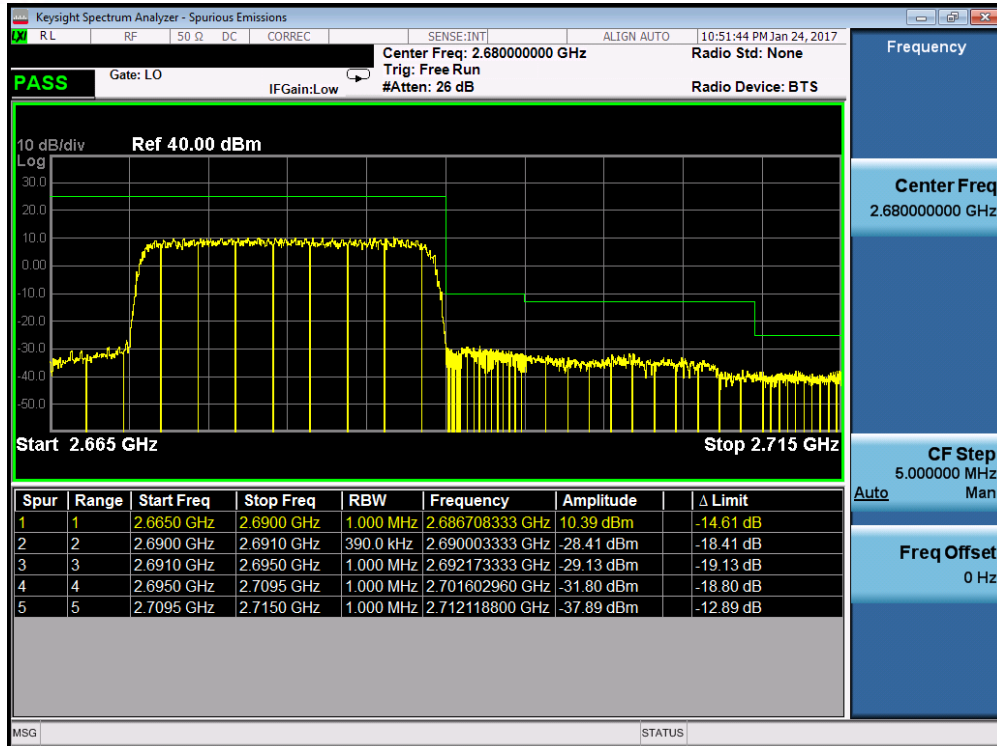 Keysight Spectrum Analyzer - Spurious Emissions
LXI RL RF 50 Ω DC CORREC SENSE:INT ALIGN AUTO 10:51:44 PM Jan 24, 2017
Center Freq: 2.680000000 GHz Radio Std: None
Gate: LO Trig: Free Run
PASS IFGain:Low #Atten: 26 dB Radio Device: BTS
10 dB/div Ref 40.00 dBm
Log
30.0
20.0
10.0
0.00
-10.0
-20.0
-30.0
-40.0
-50.0
Start 2.665 GHz Stop 2.715 GHz
Spur Range Start Freq Stop Freq RBW Frequency Amplitude Δ Limit
1 1 2.6650 GHz 2.6900 GHz 1.000 MHz 2.686708333 GHz 10.39 dBm -14.61 dB
2 2 2.6900 GHz 2.6910 GHz 390.0 kHz 2.690003333 GHz -28.41 dBm -18.41 dB
3 3 2.6910 GHz 2.6950 GHz 1.000 MHz 2.692173333 GHz -29.13 dBm -19.13 dB
4 4 2.6950 GHz 2.7095 GHz 1.000 MHz 2.701602960 GHz -31.80 dBm -18.80 dB
5 5 2.7095 GHz 2.7150 GHz 1.000 MHz 2.712118800 GHz -37.89 dBm -12.89 dB
MSG STATUS
Frequency
Center Freq
2.680000000 GHz
CF Step
5.000000 MHz
Auto Man
Freq Offset
0 Hz